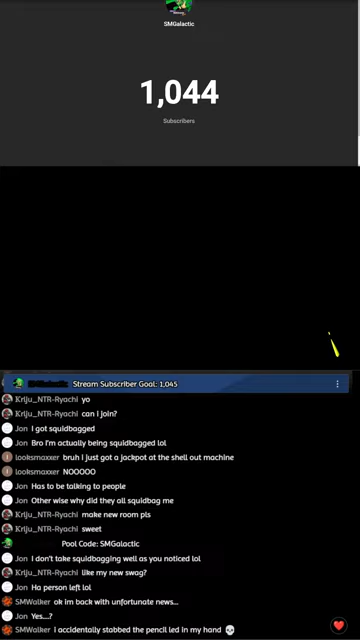 SMGalactic
1,044
Subscribers
Stream Subscriber Goal: 1,045
Kriju_NTR-Ryachi yo
Kriju_NTR-Ryachi can i join?
Jon I got squidbagged
Jon Bro I'm actually being squidbagged lol
looksmaxxer bruh i just got a jackpot at the shell out machine
looksmaxxer NOOOOO
Jon Has to be talking to people
Jon Other wise why did they all squidbag me
Kriju_NTR-Ryachi make new room pls
Kriju_NTR-Ryachi sweet
Pool Code: SMGalactic
Jon I don't take squidbagging well as you noticed lol
Kriju_NTR-Ryachi like my new swag?
Jon Ha person left lol
SMWalker ok im back with unfortunate news...
Jon Yes....?
SMWalker I accidentally stabbed the pencil led in my hand 💀